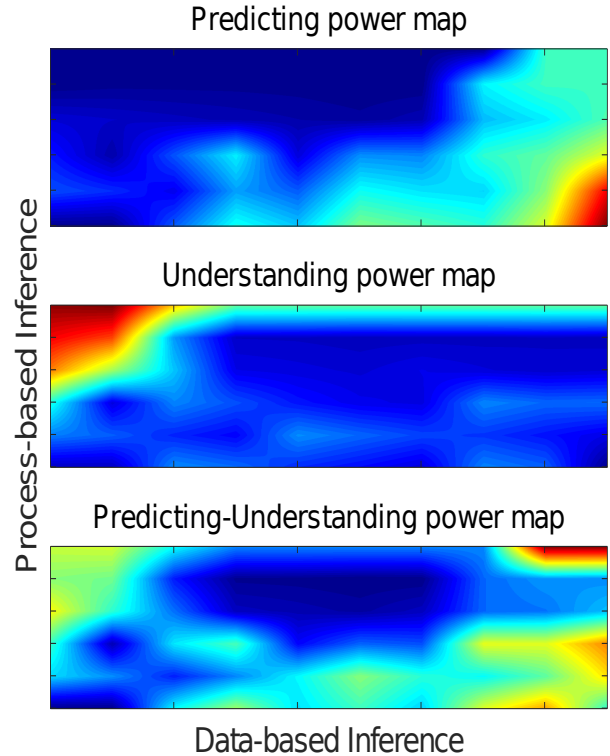 Predicting power map
Understanding power map
Process-based Inference
Predicting-Understanding power map
Data-based Inference